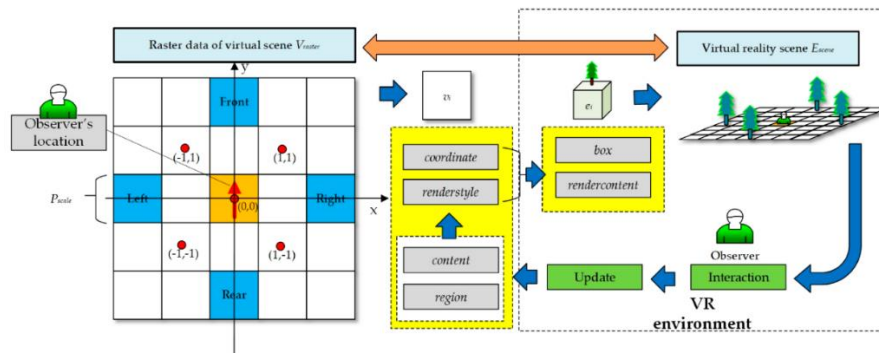 Raster data of virtual scene Vraster
Virtual reality scene Escene
y
Front
vi
ei
Observer's
location
(-1,1)
(1,1)
coordinate
box
renderstyle
rendercontent
Pscale
Left
Right
(0,0)
x
(-1,-1)
(1,-1)
content
region
Rear
Observer
Update
Interaction
VR
environment